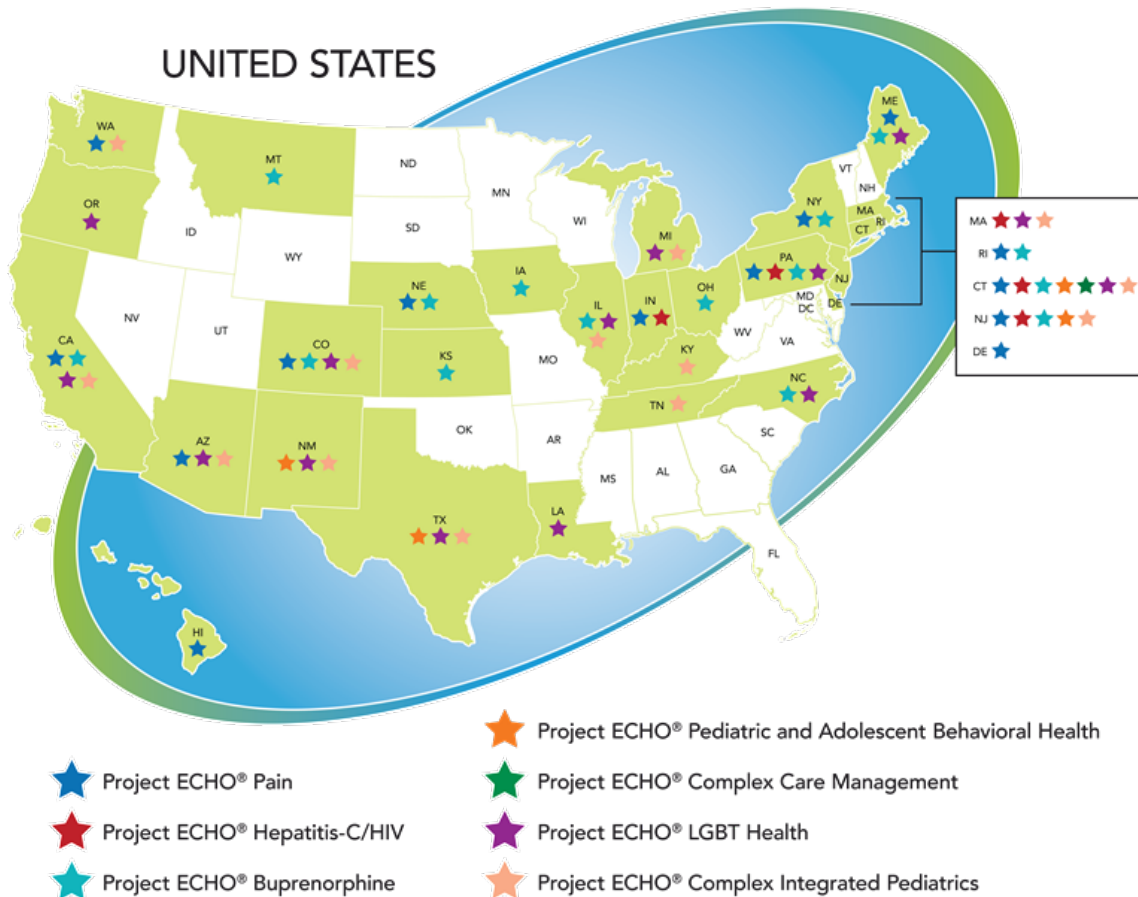 UNITED STATES
WA
MT
ND
MN
ME
VT
NH
OR
ID
SD
WI
MI
NY
MA
RI
CT
WY
NE
IA
PA
NJ
MD
DC
DE
NV
UT
CO
KS
MO
IL
IN
OH
WV
VA
KY
CA
AZ
NM
OK
AR
TN
NC
SC
TX
LA
MS
AL
GA
FL
HI
MA
RI
CT
NJ
DE
Project ECHO® Pain
Project ECHO® Hepatitis-C/HIV
Project ECHO® Buprenorphine
Project ECHO® Pediatric and Adolescent Behavioral Health
Project ECHO® Complex Care Management
Project ECHO® LGBT Health
Project ECHO® Complex Integrated Pediatrics